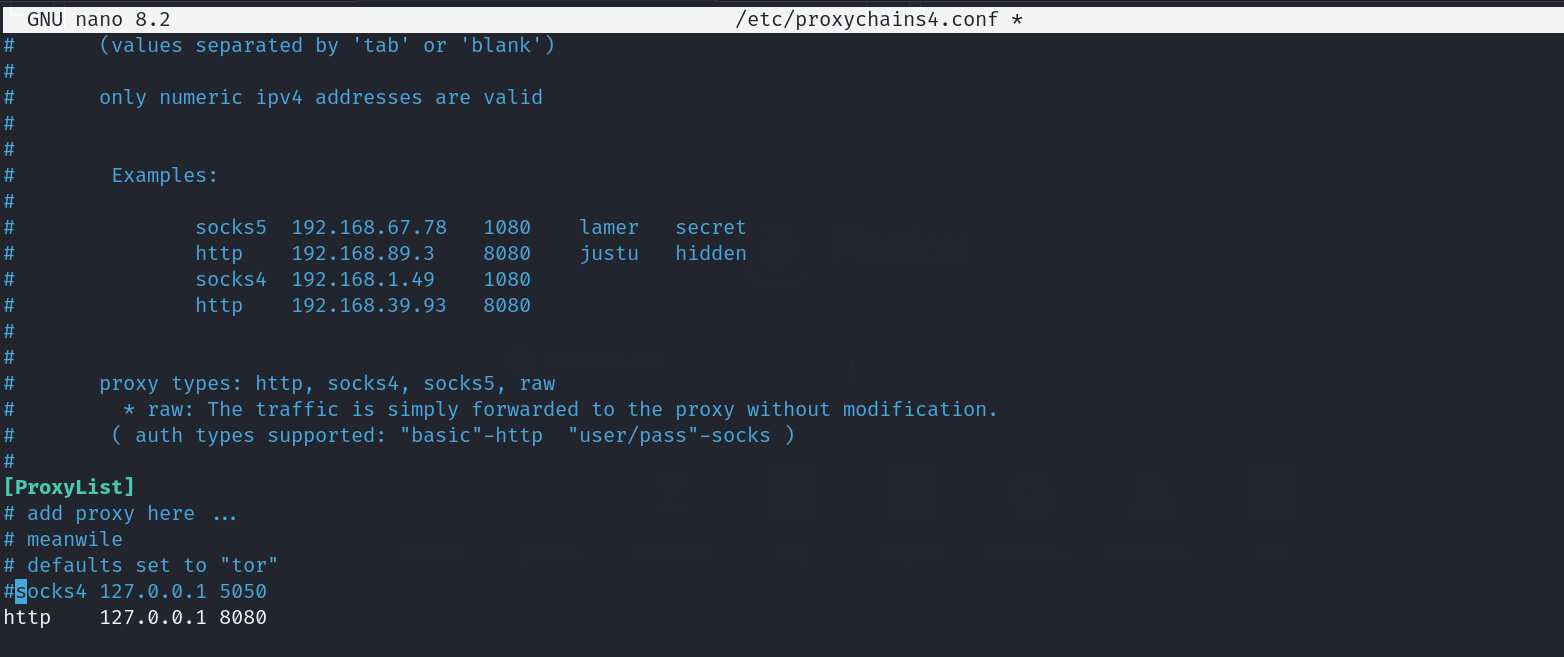 GNU nano 8.2 /etc/proxychains4.conf *
# (values separated by 'tab' or 'blank')
#
# only numeric ipv4 addresses are valid
#
#
# Examples:
#
# socks5 192.168.67.78 1080 lamer secret
# http 192.168.89.3 8080 justu hidden
# socks4 192.168.1.49 1080
# http 192.168.39.93 8080
#
#
# proxy types: http, socks4, socks5, raw
# * raw: The traffic is simply forwarded to the proxy without modification.
# ( auth types supported: "basic"-http "user/pass"-socks )
#
[ProxyList]
# add proxy here ...
# meanwile
# defaults set to "tor"
#socks4 127.0.0.1 5050
http 127.0.0.1 8080